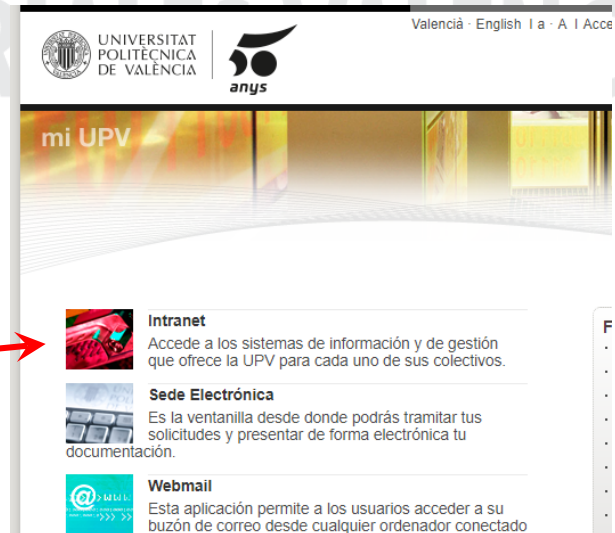 Valencià · English I a · A I Acce
UNIVERSITAT
POLITÈCNICA
DE VALÈNCIA
50
anys
mi UPV
Intranet
Accede a los sistemas de información y de gestión
que ofrece la UPV para cada uno de sus colectivos.
F
Sede Electrónica
Es la ventanilla desde donde podrás tramitar tus
solicitudes y presentar de forma electrónica tu
documentación.
Webmail
Esta aplicación permite a los usuarios acceder a su
buzón de correo desde cualquier ordenador conectado